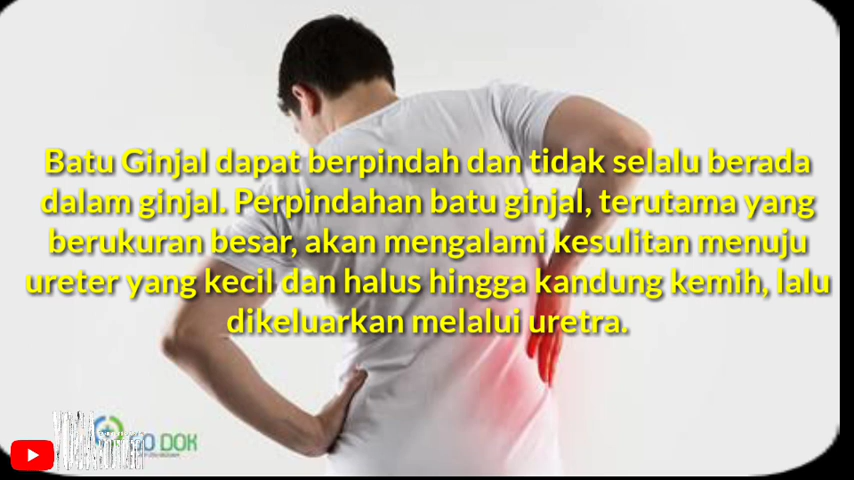 Batu Ginjal dapat berpindah dan tidak selalu berada
dalam ginjal. Perpindahan batu ginjal, terutama yang
berukuran besar, akan mengalami kesulitan menuju
ureter yang kecil dan halus hingga kandung kemih, lalu
dikeluarkan melalui uretra.
DOK